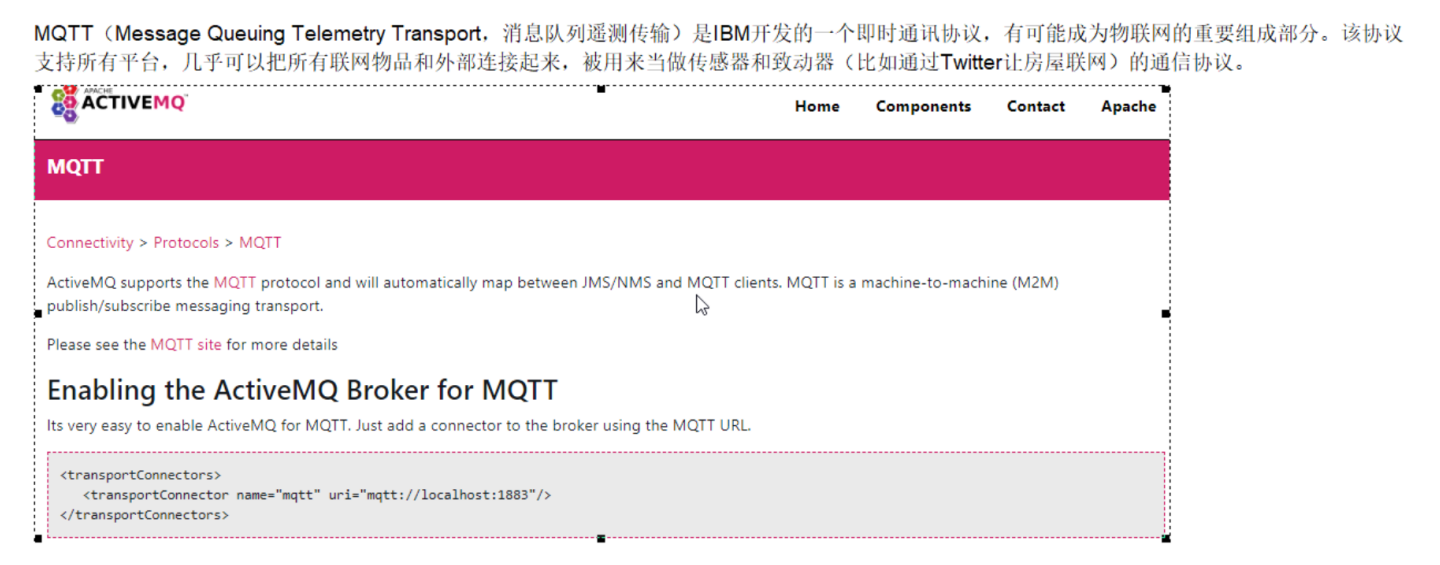 MQTT（Message Queuing Telemetry Transport，消息队列遥测传输）是IBM开发的一个即时通讯协议，有可能成为物联网的重要组成部分。该协议
支持所有平台，几乎可以把所有联网物品和外部连接起来，被用来当做传感器和致动器（比如通过Twitter让房屋联网）的通信协议。
APACHE
ACTIVEMQ™
Home Components Contact Apache
MQTT
Connectivity > Protocols > MQTT
ActiveMQ supports the MQTT protocol and will automatically map between JMS/NMS and MQTT clients. MQTT is a machine-to-machine (M2M)
publish/subscribe messaging transport.
Please see the MQTT site for more details
Enabling the ActiveMQ Broker for MQTT
Its very easy to enable ActiveMQ for MQTT. Just add a connector to the broker using the MQTT URL.
<transportConnectors>
<transportConnector name="mqtt" uri="mqtt://localhost:1883"/>
</transportConnectors>